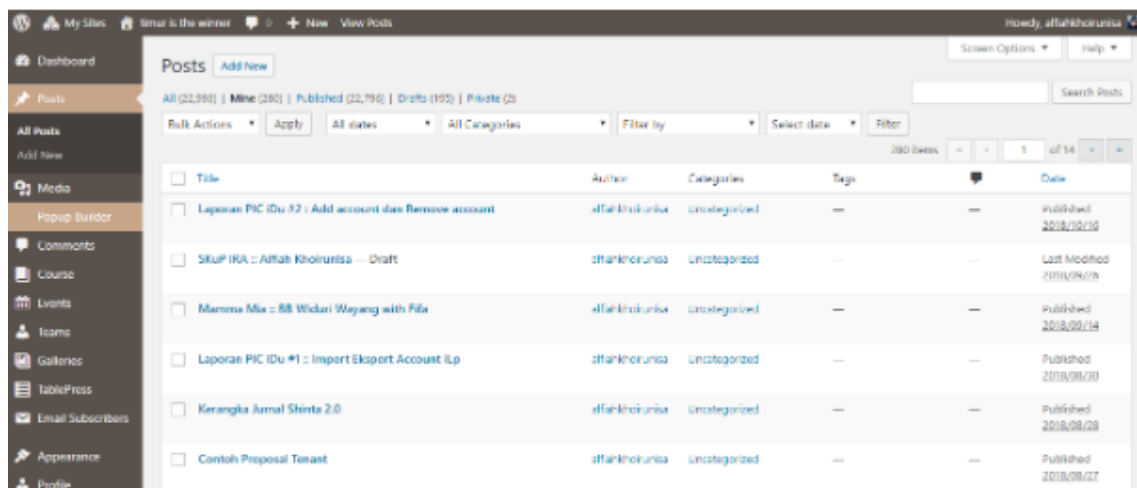 My Sites timur is the winner 0 + New View Posts Howdy, alfiahkhoirunisa
Screen Options Help
Dashboard
Posts
All Posts
Add New
Media
Popup Builder
Comments
Course
Events
Teams
Galleries
TablePress
Email Subscribers
Appearance
Profile
Posts Add New
All | Mine (280) | Published | Drafts (195) | Private (2)
Search Posts
Bulk Actions Apply All dates All Categories Filter by Select date Filter
280 items « ‹ 1 of 14 › »
Title Author Categories Tags Date
Laporan PIC iDu #2 : Add account dan Remove account alfiahkhoirunisa Uncategorized — — Published
2018/10/10
SKuP IRA :: Alfiah Khoirunisa — Draft alfiahkhoirunisa Uncategorized — — Last Modified
2018/09/26
Mamma Mia :: BB Widuri Wayang with Fifa alfiahkhoirunisa Uncategorized — — Published
2018/09/14
Laporan PIC iDu #1 :: Import Eksport Account iLp alfiahkhoirunisa Uncategorized — — Published
2018/08/30
Kerangka Jurnal Shinta 2.0 alfiahkhoirunisa Uncategorized — — Published
2018/08/28
Contoh Proposal Tenant alfiahkhoirunisa Uncategorized — — Published
2018/08/27